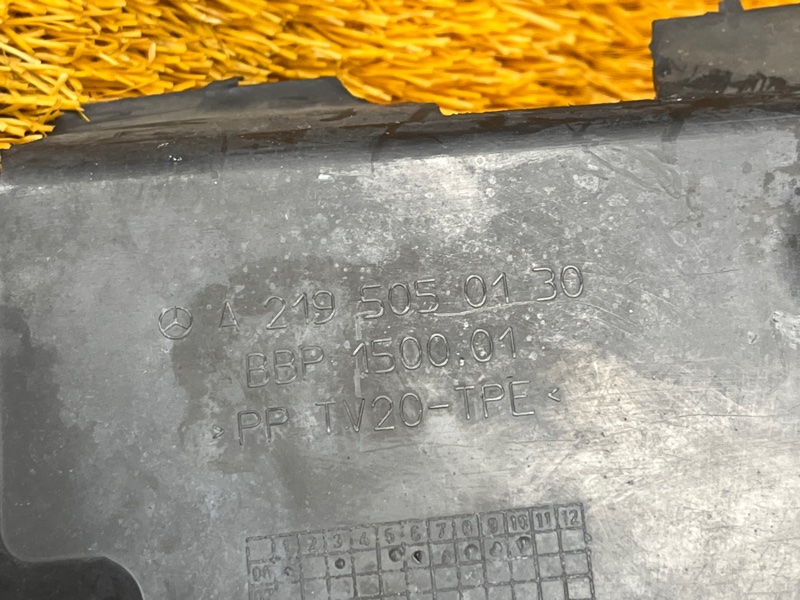 A 219 505 01 30
BBP 1500.01
>PP TV20-TPE<
1 2 3 4 5 6 7 8 9 10 11 12